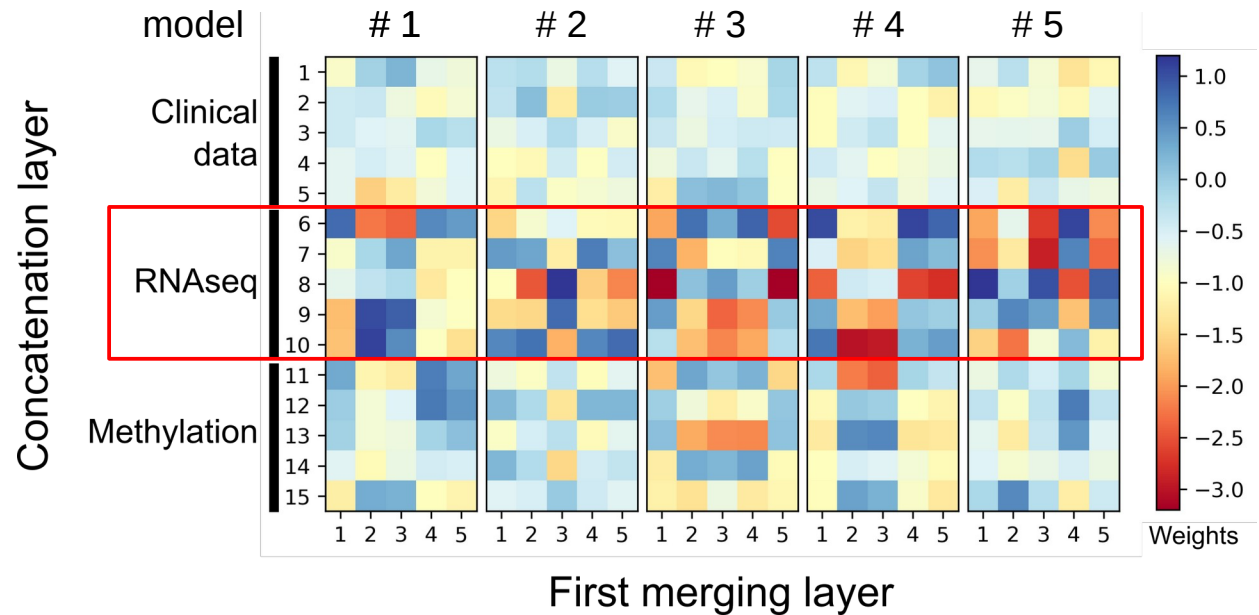 model # 1 # 2 # 3 # 4 # 5
Concatenation layer
Clinical
data
RNAseq
Methylation
1
2
3
4
5
6
7
8
9
10
11
12
13
14
15
1 2 3 4 5 1 2 3 4 5 1 2 3 4 5 1 2 3 4 5 1 2 3 4 5
First merging layer
1.0
0.5
0.0
−0.5
−1.0
−1.5
−2.0
−2.5
−3.0
Weights